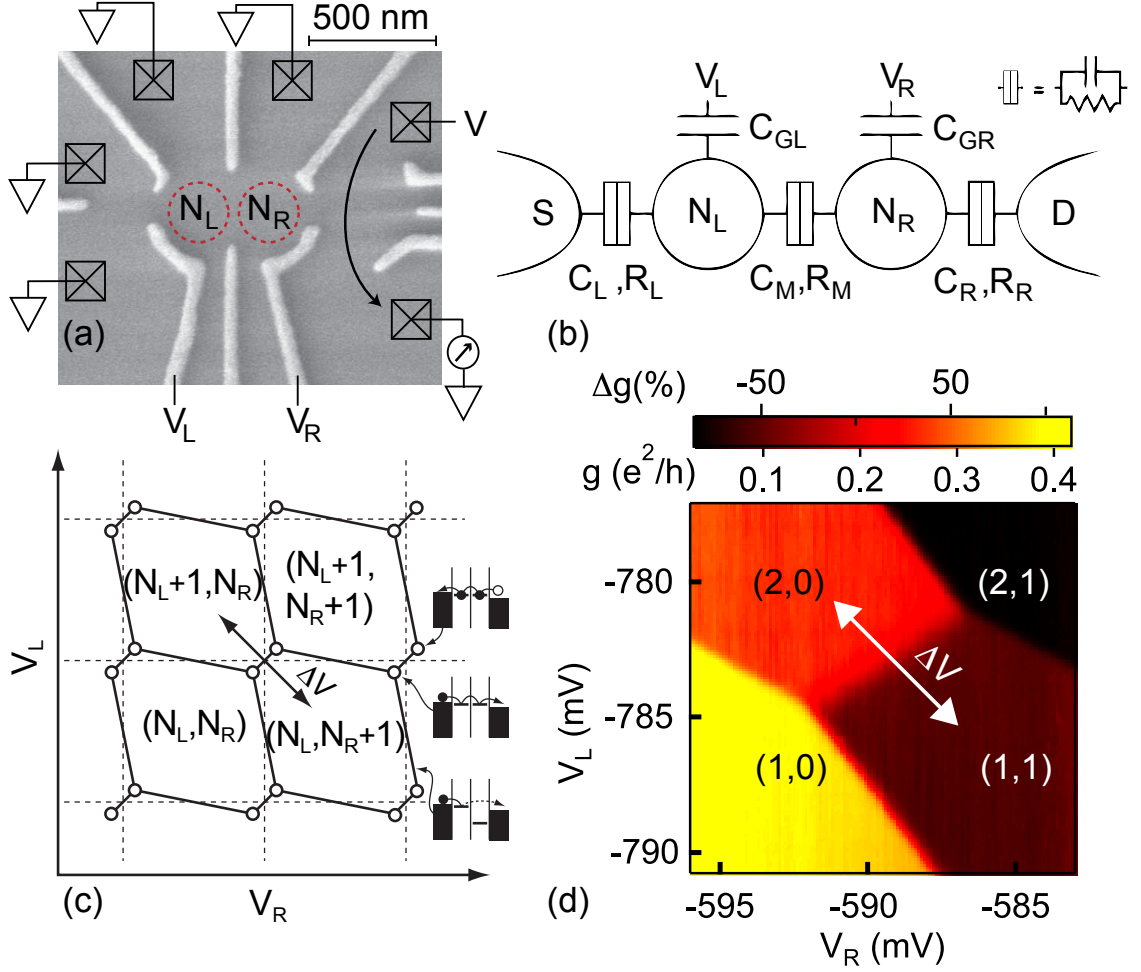 500 nm
V
N_L
N_R
(a)
V_L
V_R
V_L
V_R
C_GL
C_GR
=
S
N_L
N_R
D
C_L ,R_L
C_M,R_M
C_R,R_R
(b)
V_L
(N_L+1,N_R)
(N_L+1,
N_R+1)
ΔV
(N_L,N_R)
(N_L,N_R+1)
(c)
V_R
Δg(%)
-50
50
g (e^2/h)
0.1
0.2
0.3
0.4
V_L (mV)
-780
-785
-790
(2,0)
(2,1)
ΔV
(1,0)
(1,1)
(d)
-595
-590
-585
V_R (mV)